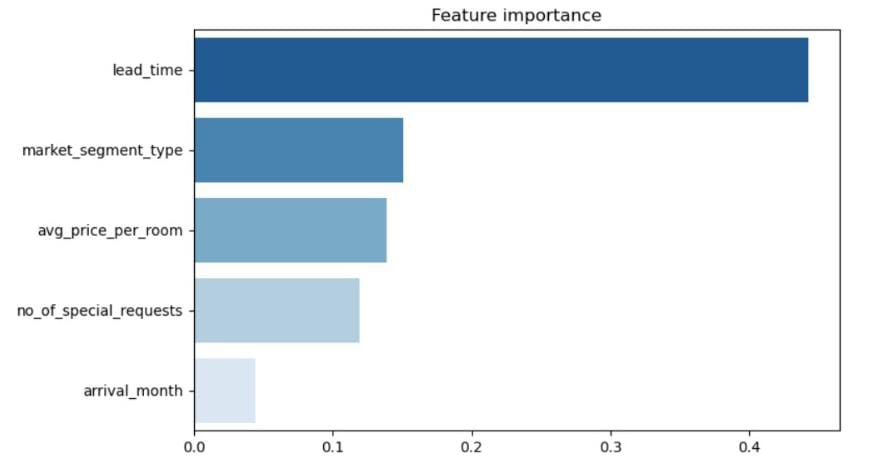 Feature importance
lead_time
market_segment_type
avg_price_per_room
no_of_special_requests
arrival_month
0.0 0.1 0.2 0.3 0.4